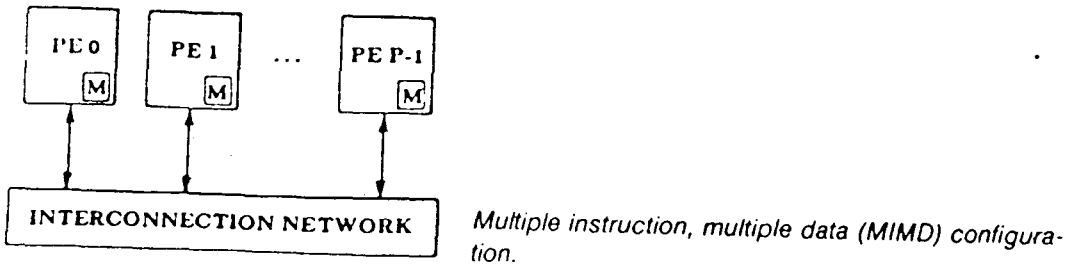 PE 0
M
PE 1
M
...
PE P-1
M
INTERCONNECTION NETWORK
Multiple instruction, multiple data (MIMD) configura-
tion.